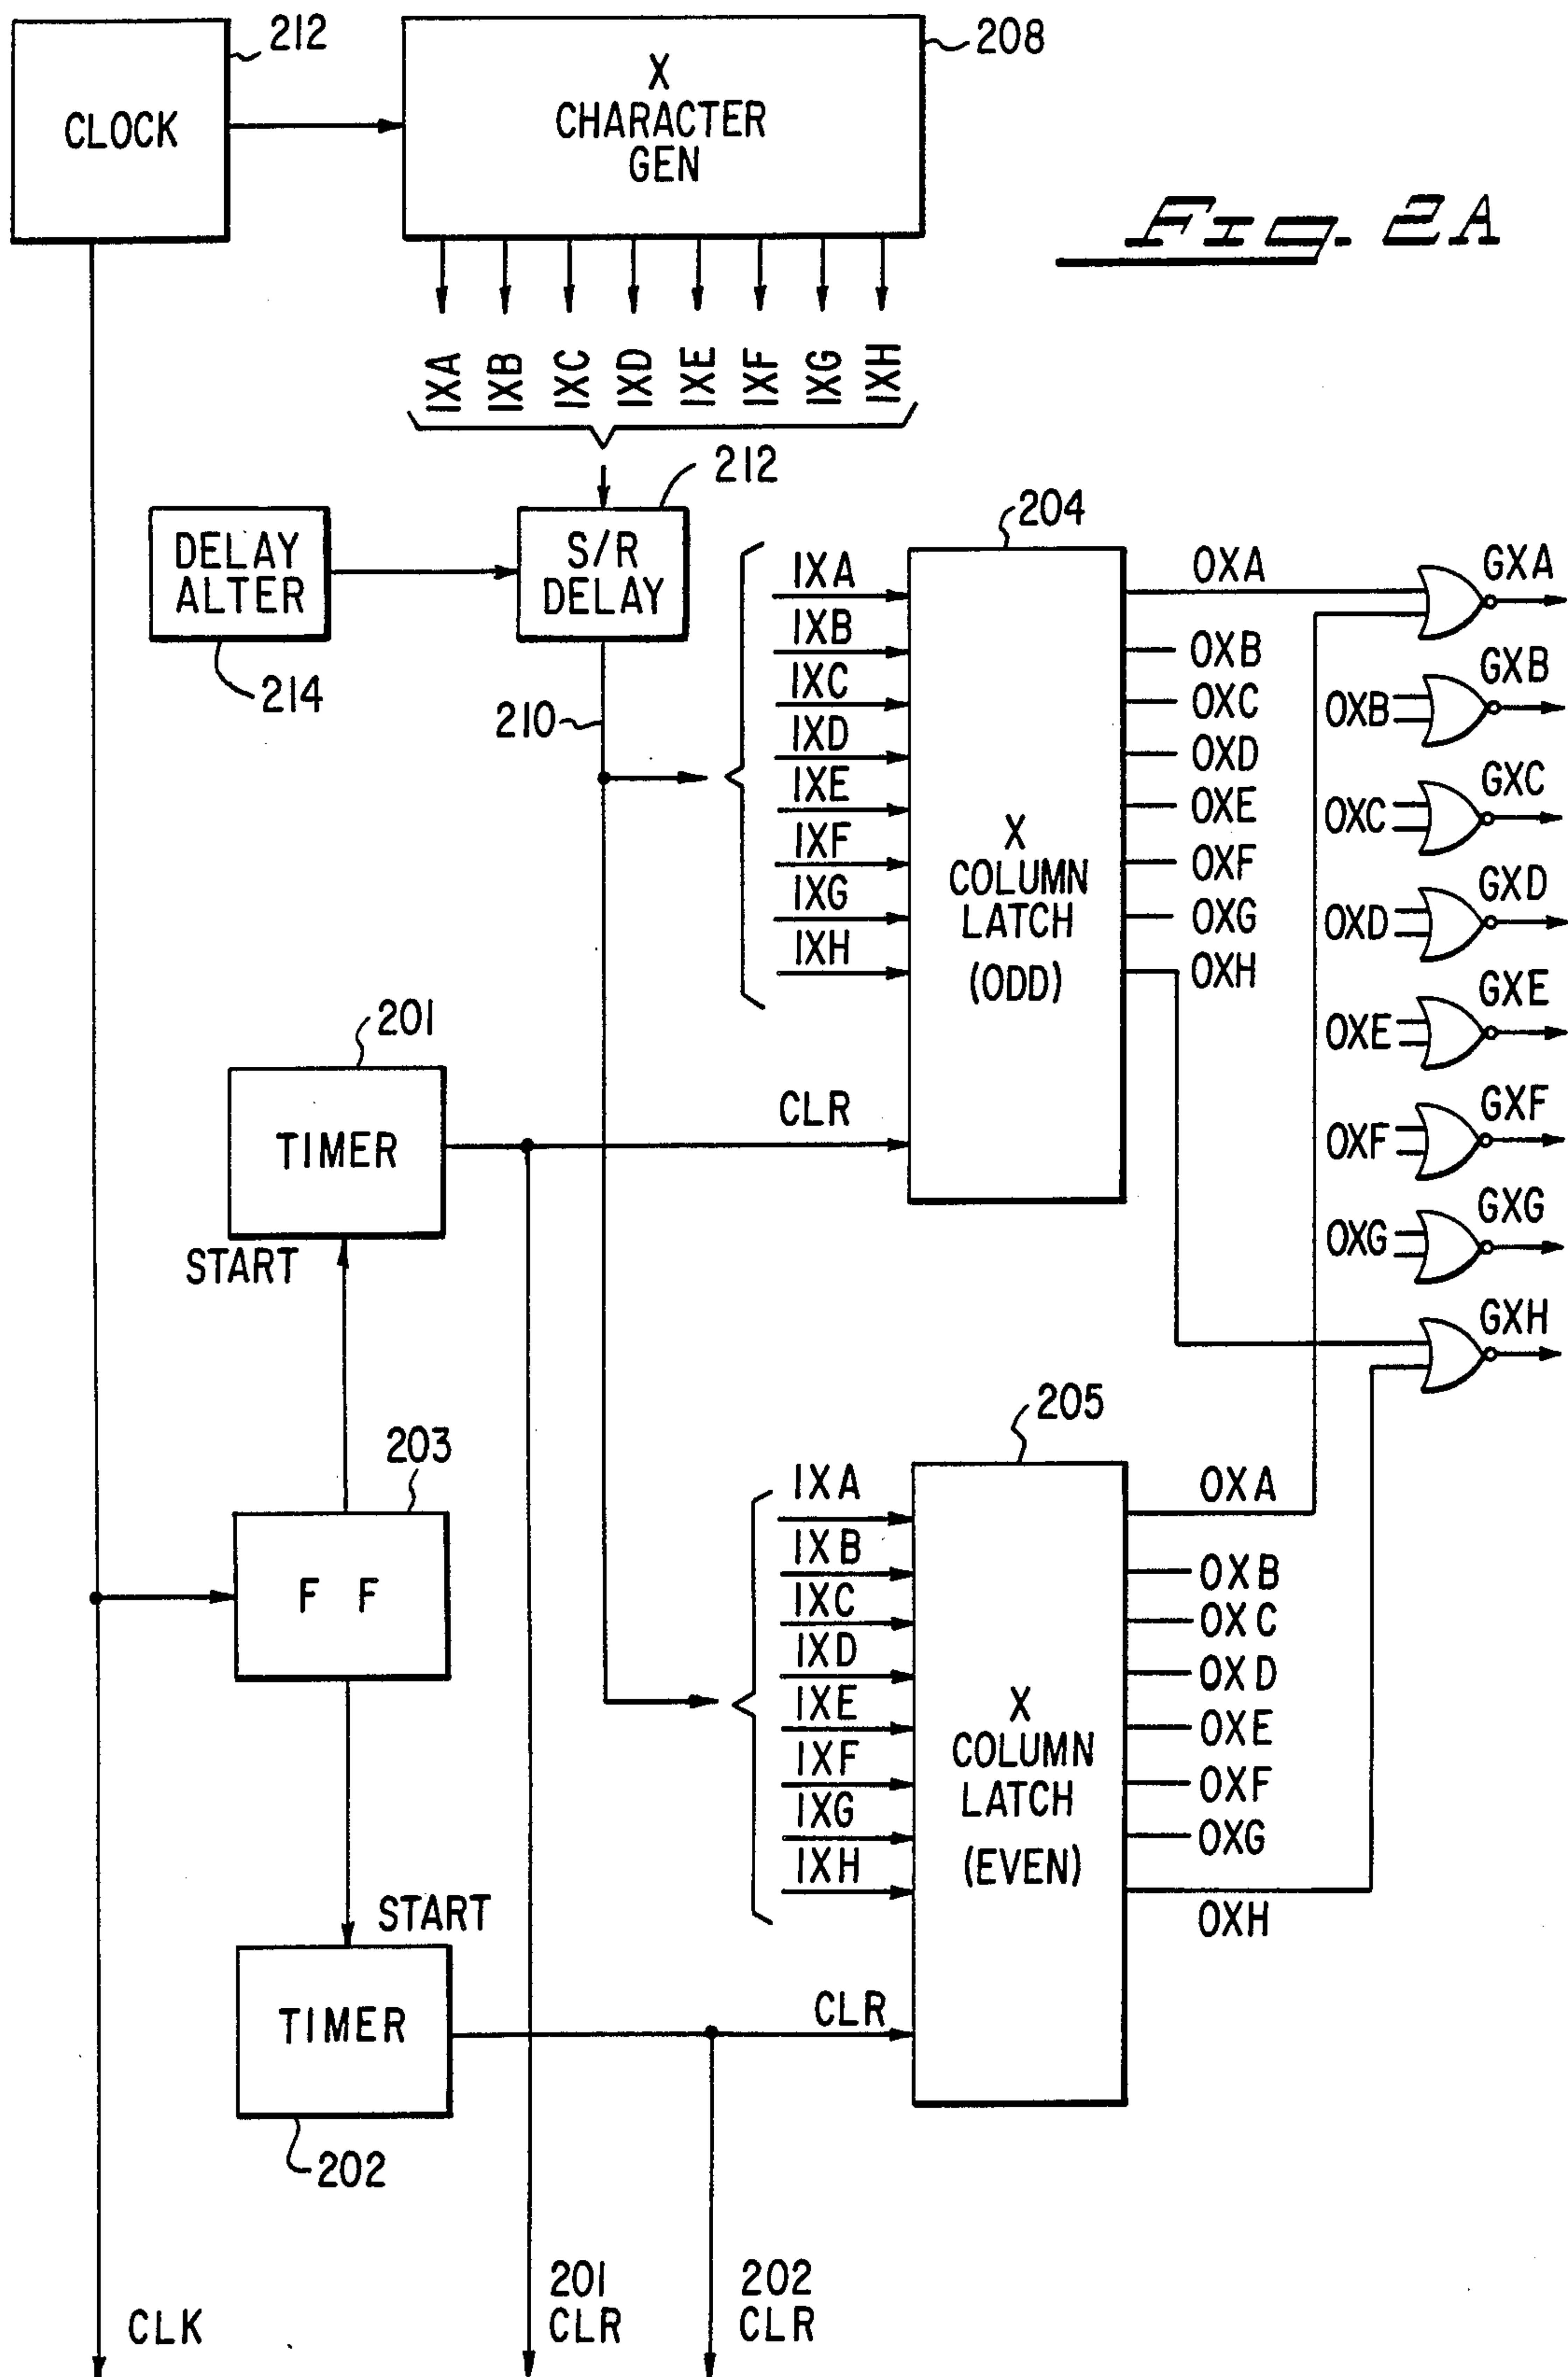 212
208
CLOCK
X
CHARACTER
GEN
Fig. 2A
IXA
IXB
IXC
IXD
IXE
IXF
IXG
IXH
212
DELAY
ALTER
S/R
DELAY
214
210
204
IXA
IXB
IXC
IXD
IXE
IXF
IXG
IXH
CLR
X
COLUMN
LATCH
(ODD)
OXA
OXB
OXC
OXD
OXE
OXF
OXG
OXH
GXA
OXB
GXB
OXC
GXC
OXD
GXD
OXE
GXE
OXF
GXF
OXG
GXG
GXH
201
TIMER
START
203
F F
START
TIMER
202
205
IXA
IXB
IXC
IXD
IXE
IXF
IXG
IXH
CLR
X
COLUMN
LATCH
(EVEN)
OXA
OXB
OXC
OXD
OXE
OXF
OXG
OXH
CLK
201
CLR
202
CLR